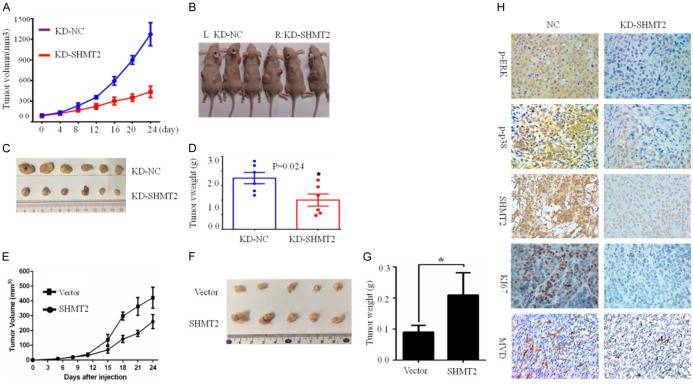 A
Tumor volumn(mm3)
1200
900
600
300
0
0 4 8 12 16 20 24 (day)
KD-NC
KD-SHMT2
B
L: KD-NC R:KD-SHMT2
C
KD-NC
KD-SHMT2
D
Tumor vweight (g)
3.0
2.0
1.0
0.0
P=0.024
*
KD-NC KD-SHMT2
E
Tumor Volume (mm³)
600
500
400
300
200
100
0
0 3 6 9 12 15 18 21 24
Days after injection
Vector
SHMT2
F
Vector
SHMT2
G
Tumor weight (g)
0.3
0.2
0.1
0.0
*
Vector SHMT2
H
NC KD-SHMT2
p-ERK
p-p38
SHMT2
KI67
MVD